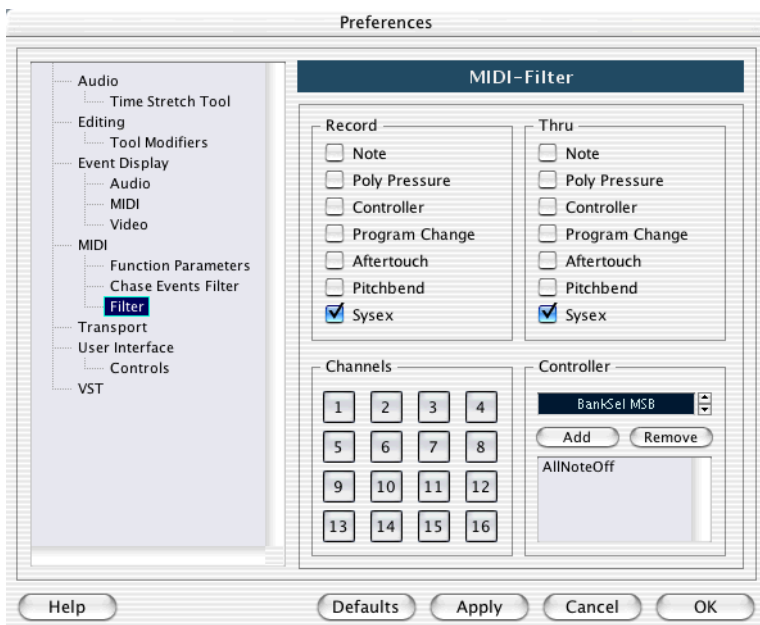 Preferences
Audio
Time Stretch Tool
Editing
Tool Modifiers
Event Display
Audio
MIDI
Video
MIDI
Function Parameters
Chase Events Filter
Filter
Transport
User Interface
Controls
VST
MIDI-Filter
Record
Note
Poly Pressure
Controller
Program Change
Aftertouch
Pitchbend
Sysex
Thru
Note
Poly Pressure
Controller
Program Change
Aftertouch
Pitchbend
Sysex
Channels
1 2 3 4
5 6 7 8
9 10 11 12
13 14 15 16
Controller
BankSel MSB
Add Remove
AllNoteOff
Help Defaults Apply Cancel OK